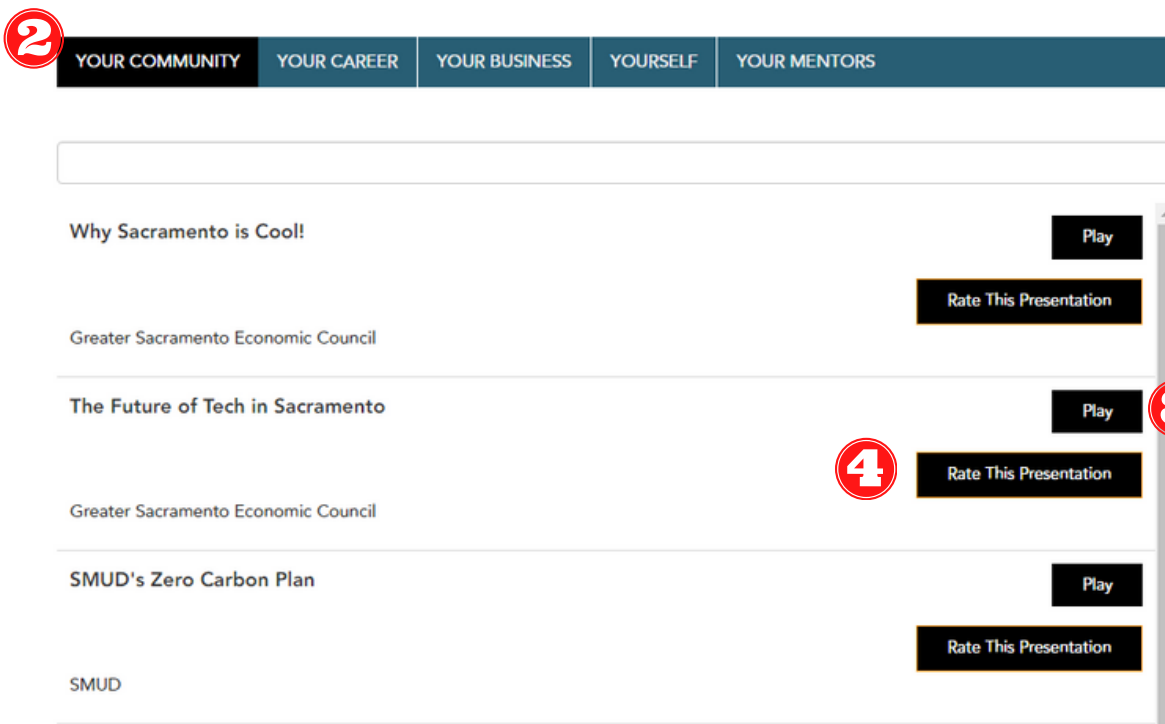 2
YOUR COMMUNITY YOUR CAREER YOUR BUSINESS YOURSELF YOUR MENTORS
Why Sacramento is Cool!
Play
Rate This Presentation
Greater Sacramento Economic Council
The Future of Tech in Sacramento
Play
4
Rate This Presentation
Greater Sacramento Economic Council
SMUD's Zero Carbon Plan
Play
Rate This Presentation
SMUD